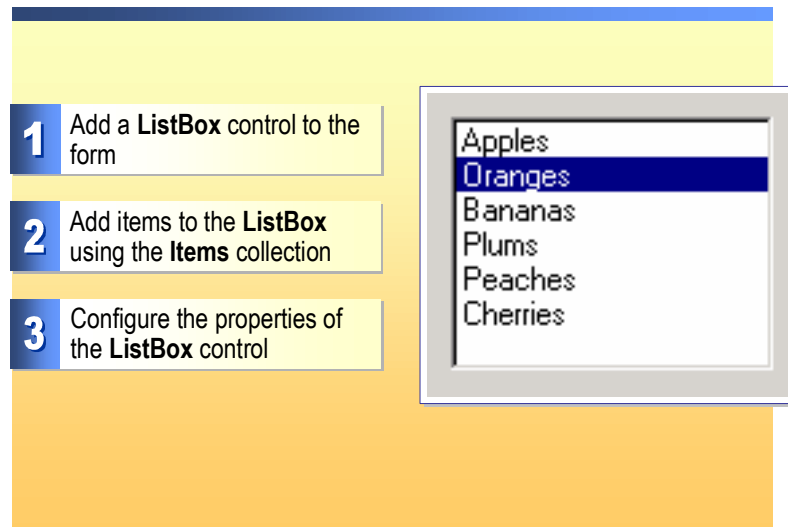 1
Add a ListBox control to the
form
2
Add items to the ListBox
using the Items collection
3
Configure the properties of
the ListBox control
Apples
Oranges
Bananas
Plums
Peaches
Cherries